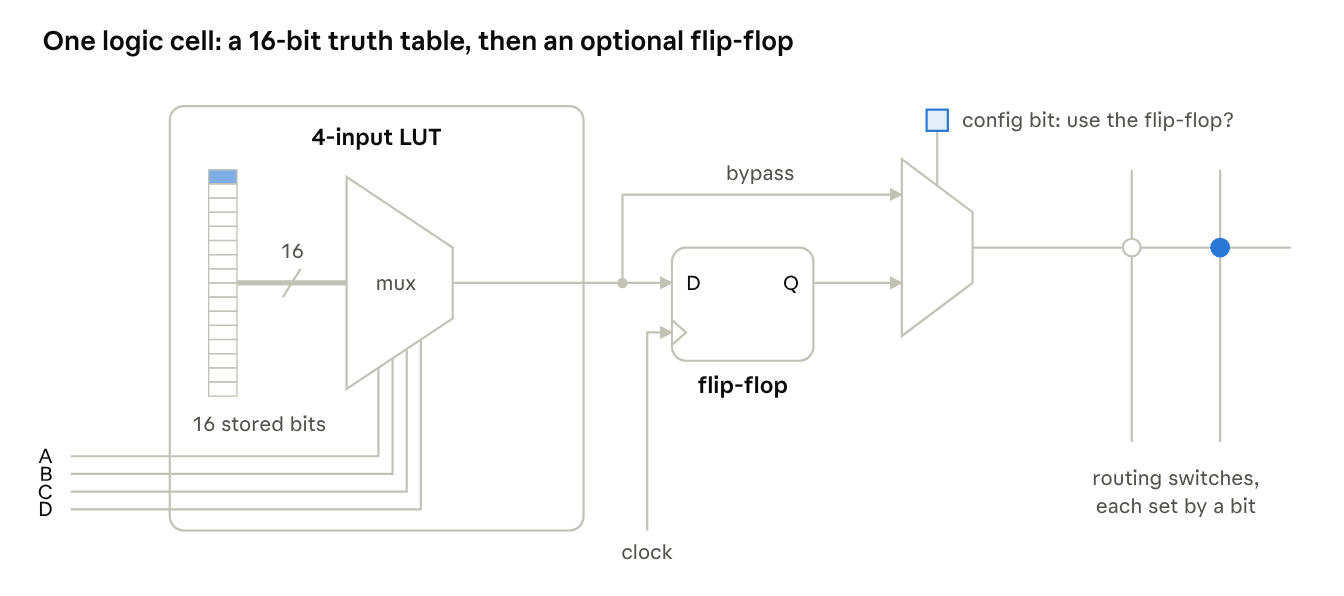 One logic cell: a 16-bit truth table, then an optional flip-flop
config bit: use the flip-flop?
4-input LUT
bypass
16
mux
D
Q
flip-flop
16 stored bits
A
B
C
D
routing switches,
each set by a bit
clock